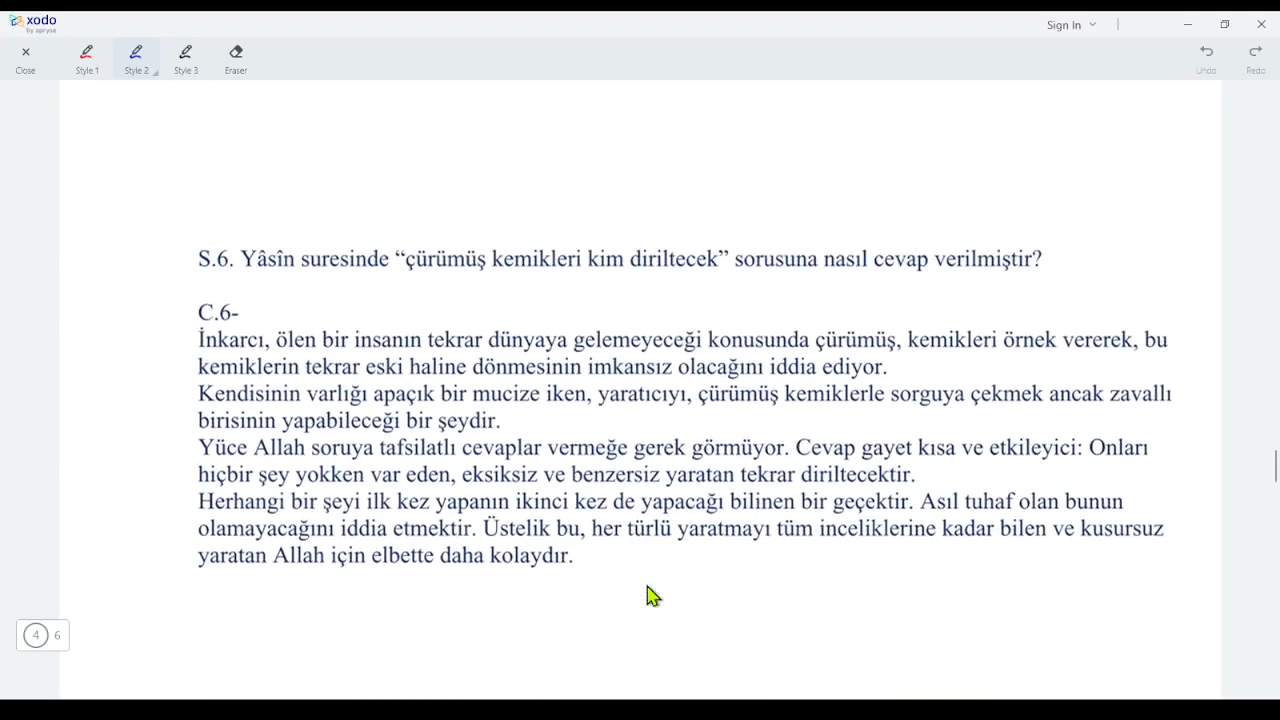 xodo
by apryse
Sign In
Close
Style 1
Style 2
Style 3
Eraser
Undo
Redo
S.6. Yâsîn suresinde “çürümüş kemikleri kim diriltecek” sorusuna nasıl cevap verilmiştir?
C.6-
İnkarcı, ölen bir insanın tekrar dünyaya gelemeyeceği konusunda çürümüş, kemikleri örnek vererek, bu
kemiklerin tekrar eski haline dönmesinin imkansız olacağını iddia ediyor.
Kendisinin varlığı apaçık bir mucize iken, yaratıcıyı, çürümüş kemiklerle sorguya çekmek ancak zavallı
birisinin yapabileceği bir şeydir.
Yüce Allah soruya tafsilatlı cevaplar vermeğe gerek görmüyor. Cevap gayet kısa ve etkileyici: Onları
hiçbir şey yokken var eden, eksiksiz ve benzersiz yaratan tekrar diriltecektir.
Herhangi bir şeyi ilk kez yapanın ikinci kez de yapacağı bilinen bir geçektir. Asıl tuhaf olan bunun
olamayacağını iddia etmektir. Üstelik bu, her türlü yaratmayı tüm inceliklerine kadar bilen ve kusursuz
yaratan Allah için elbette daha kolaydır.
4 6